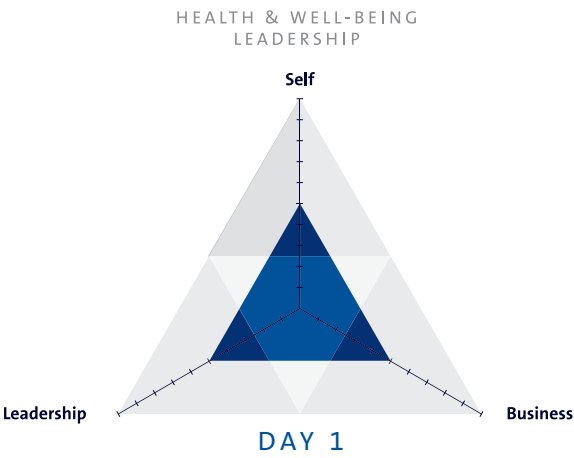 HEALTH & WELL-BEING
LEADERSHIP
Self
Leadership
Business
DAY 1